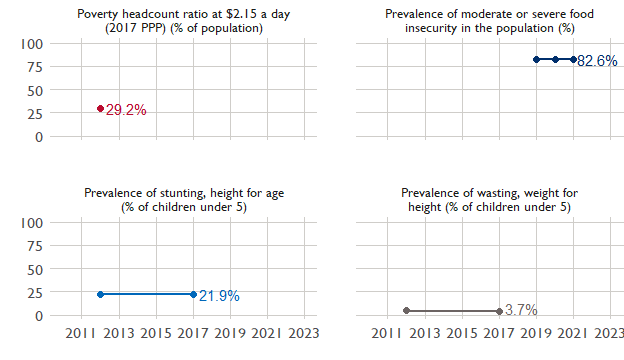 Poverty headcount ratio at $2.15 a day
(2017 PPP) (% of population)
100
75
50
25
0
29.2%
Prevalence of moderate or severe food
insecurity in the population (%)
82.6%
Prevalence of stunting, height for age
(% of children under 5)
100
75
50
25
0
21.9%
2011 2013 2015 2017 2019 2021 2023
Prevalence of wasting, weight for
height (% of children under 5)
3.7%
2011 2013 2015 2017 2019 2021 2023